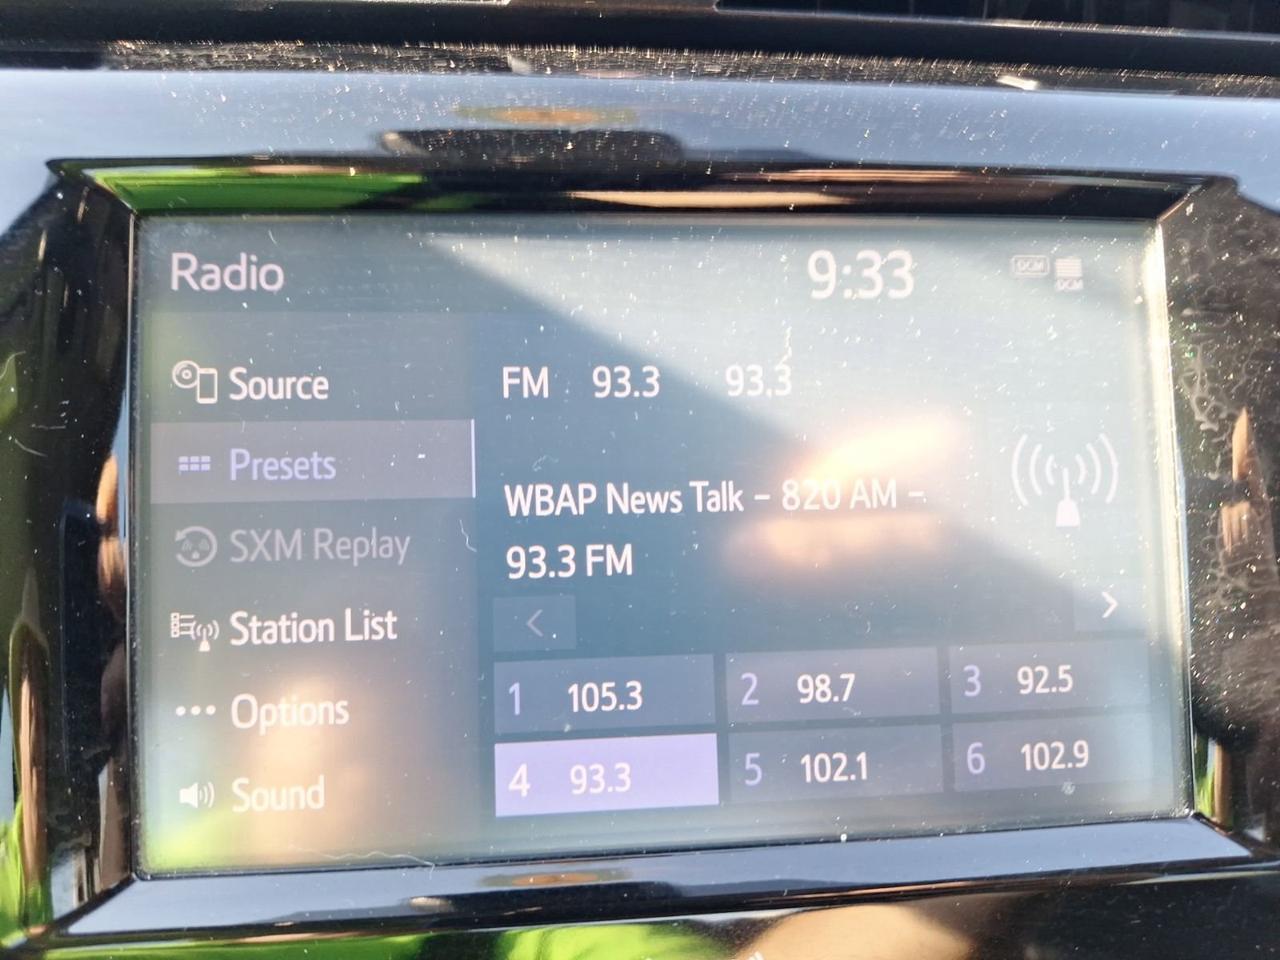 Radio
9:33
DCM
DCM
Source
FM 93.3 93.3
Presets
WBAP News Talk – 820 AM –
93.3 FM
SXM Replay
Station List
<
>
Options
1 105.3
2 98.7
3 92.5
Sound
4 93.3
5 102.1
6 102.9